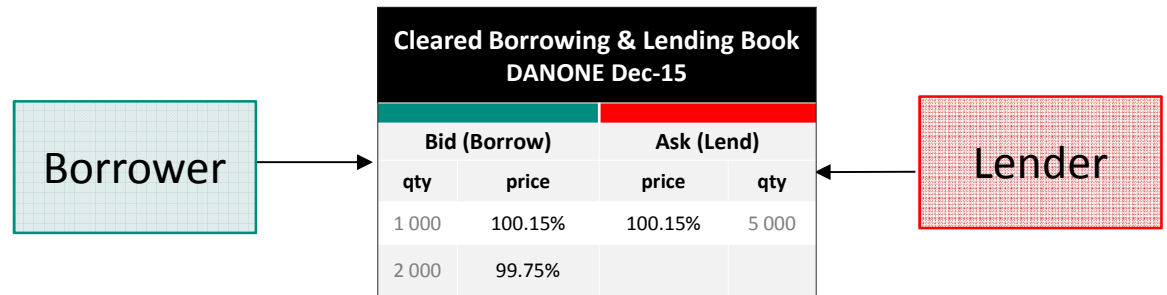 Cleared Borrowing & Lending Book
DANONE Dec-15
Borrower
Bid (Borrow) Ask (Lend)
Lender
qty price price qty
1 000 100.15% 100.15% 5 000
2 000 99.75%